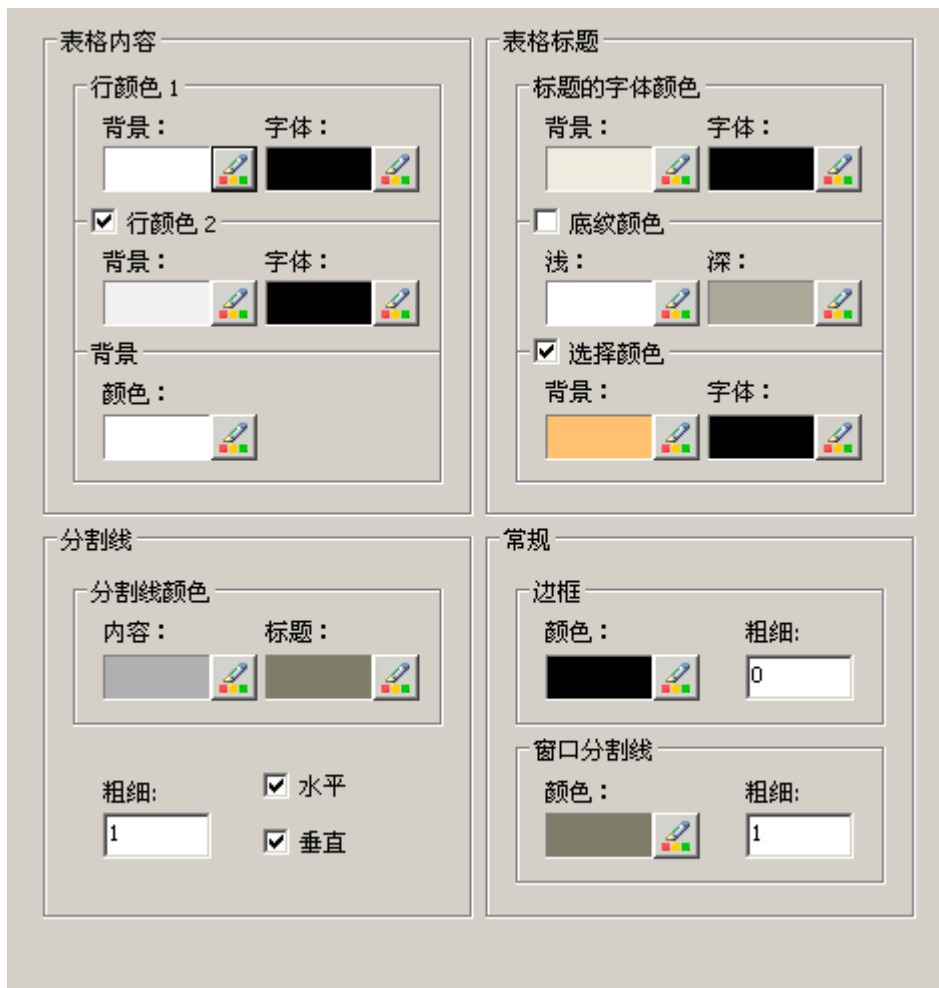 表格内容
行颜色 1
背景： 字体：
行颜色 2
背景： 字体：
背景
颜色：
表格标题
标题的字体颜色
背景： 字体：
底纹颜色
浅： 深：
选择颜色
背景： 字体：
分割线
分割线颜色
内容： 标题：
粗细:
1
水平
垂直
常规
边框
颜色： 粗细:
0
窗口分割线
颜色： 粗细:
1